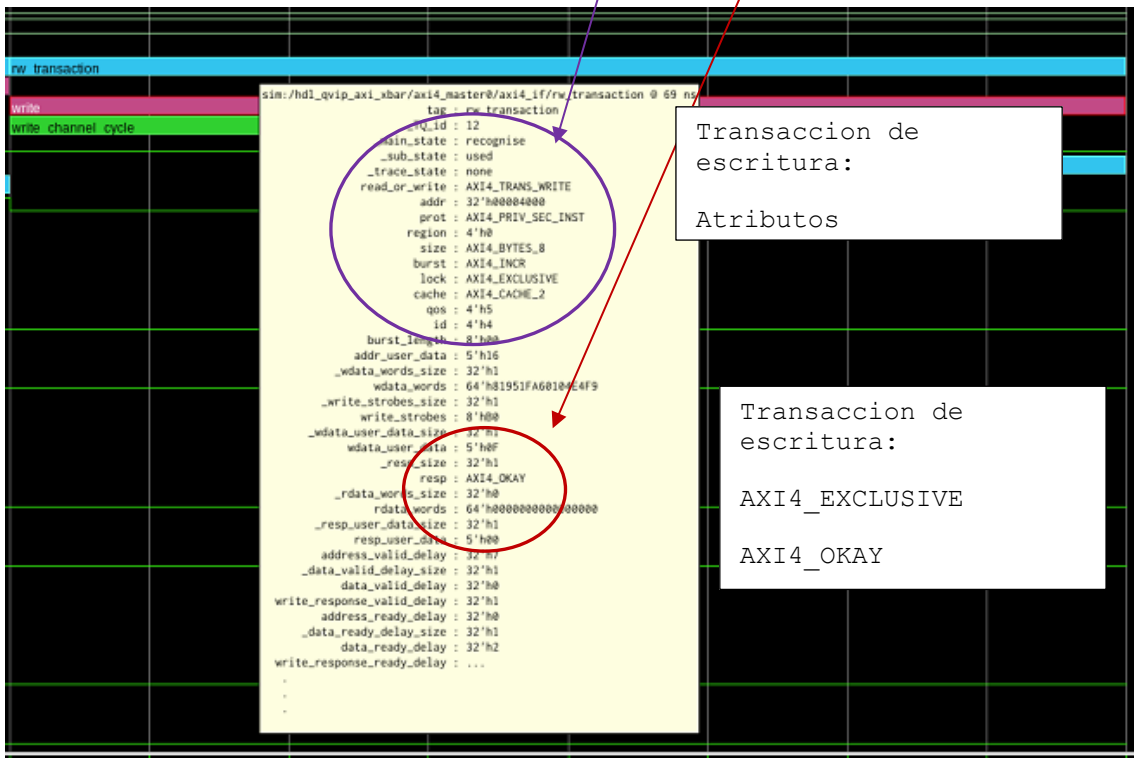 rw_transaction
write
write_channel_cycle
sim:/hdl_qvip_axi_xbar/axi4_master0/axi4_if/rw_transaction @ 69 ns
tag : rw_transaction
_TQ_id : 12
_main_state : recognise
_sub_state : used
_trace_state : none
read_or_write : AXI4_TRANS_WRITE
addr : 32'h00004000
prot : AXI4_PRIV_SEC_INST
region : 4'h0
size : AXI4_BYTES_8
burst : AXI4_INCR
lock : AXI4_EXCLUSIVE
cache : AXI4_CACHE_2
qos : 4'h5
id : 4'h4
burst_length : 8'h00
addr_user_data : 5'h16
_wdata_words_size : 32'h1
wdata_words : 64'h81951FA60104E4F9
_write_strobes_size : 32'h1
write_strobes : 8'h80
_wdata_user_data_size : 32'h1
wdata_user_data : 5'h0F
_resp_size : 32'h1
resp : AXI4_OKAY
_rdata_words_size : 32'h0
rdata_words : 64'h0000000000000000
_resp_user_data_size : 32'h1
resp_user_data : 5'h00
address_valid_delay : 32'h7
_data_valid_delay_size : 32'h1
data_valid_delay : 32'h0
write_response_valid_delay : 32'h1
address_ready_delay : 32'h0
_data_ready_delay_size : 32'h1
data_ready_delay : 32'h2
write_response_ready_delay : ...
.
.
.
Transaccion de
escritura:
Atributos
Transaccion de
escritura:
AXI4_EXCLUSIVE
AXI4_OKAY